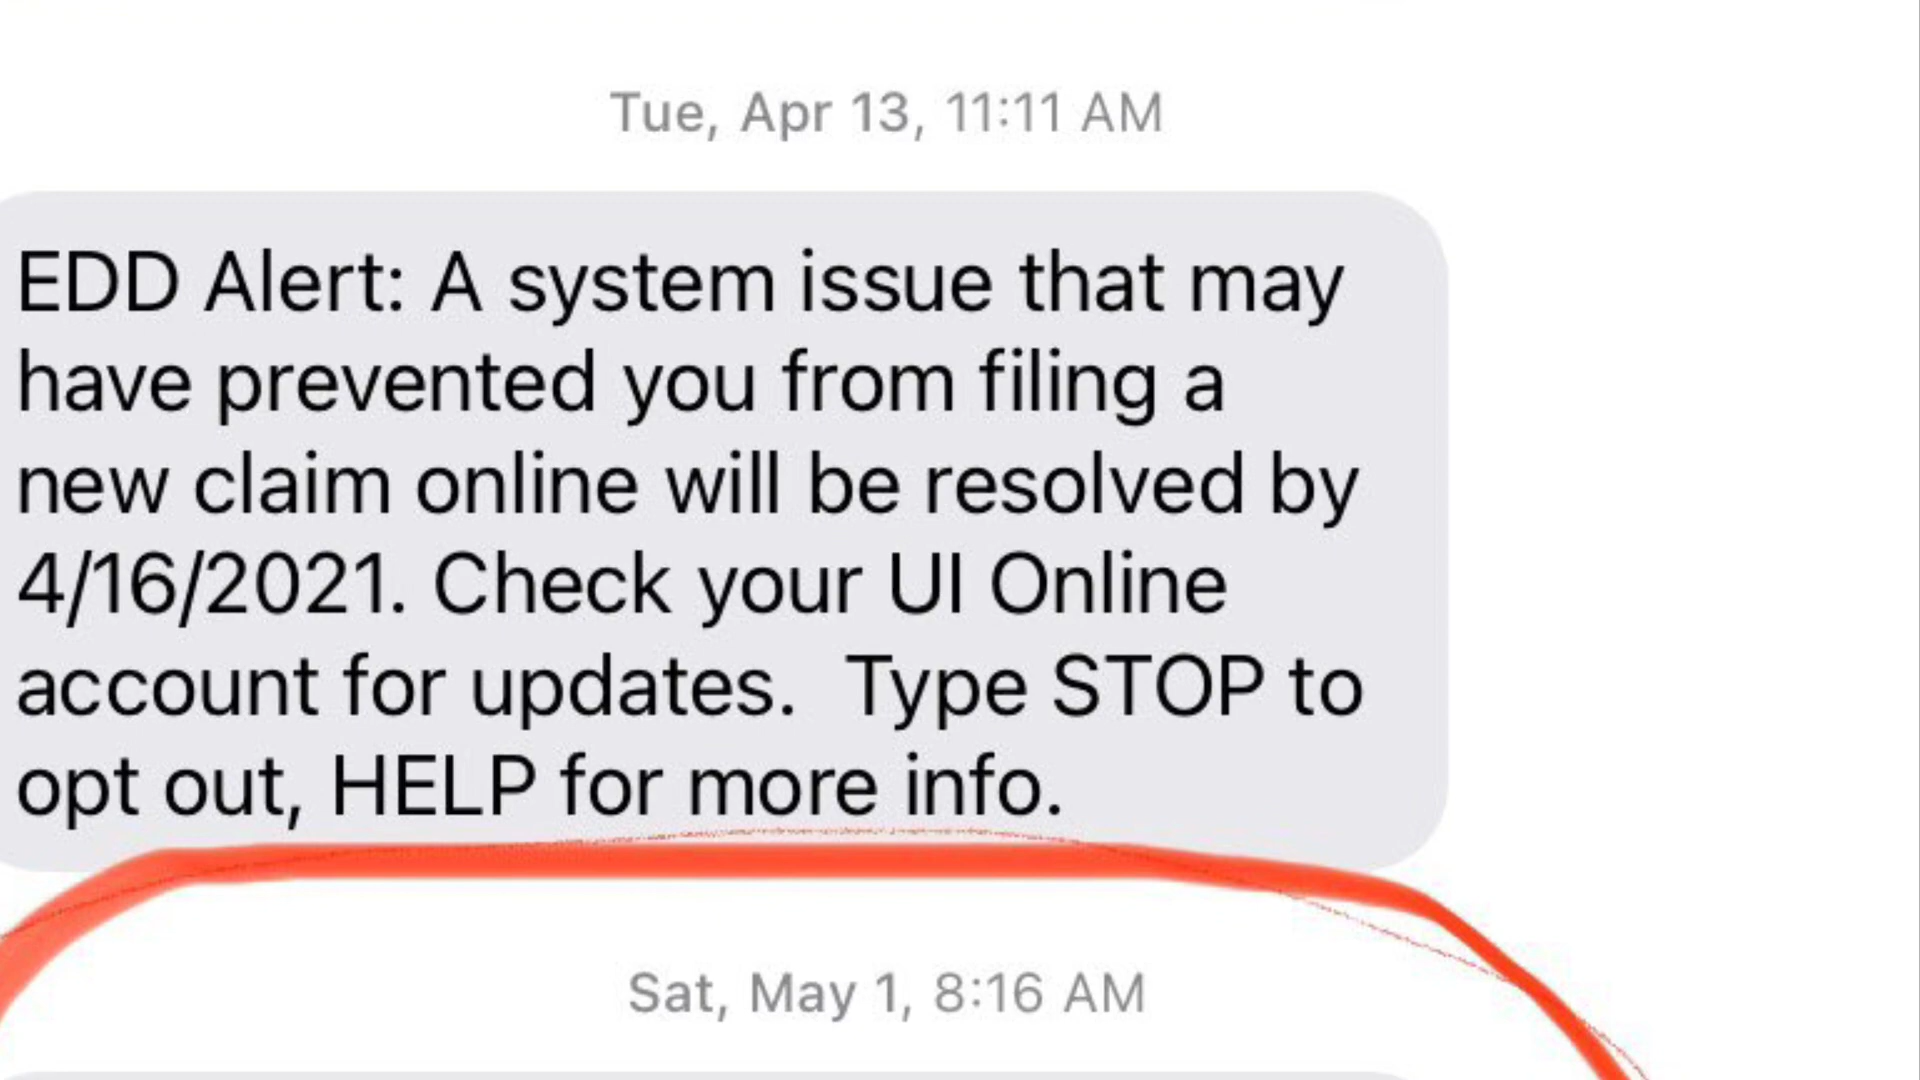 Tue, Apr 13, 11:11 AM
EDD Alert: A system issue that may
have prevented you from filing a
new claim online will be resolved by
4/16/2021. Check your UI Online
account for updates.  Type STOP to
opt out, HELP for more info.
Sat, May 1, 8:16 AM